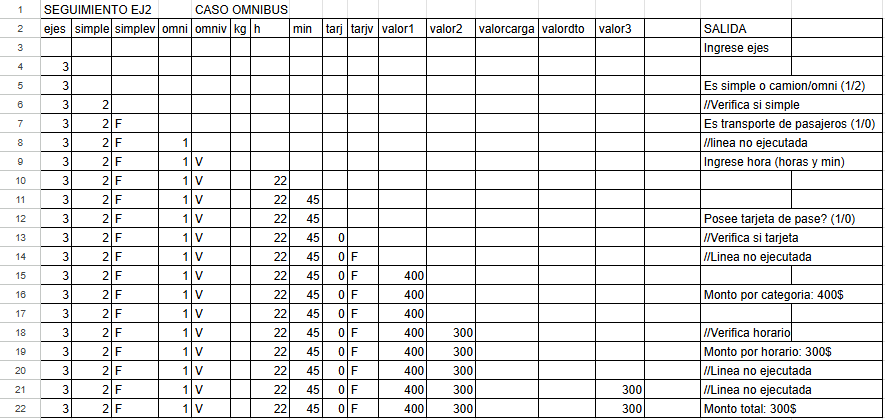 1 SEGUIMIENTO EJ2 CASO OMNIBUS
2 ejes simple simplev omni omniv kg h min tarj tarjv valor1 valor2 valorcarga valordto valor3 SALIDA
3 Ingrese ejes
4 3
5 3 Es simple o camion/omni (1/2)
6 3 2 //Verifica si simple
7 3 2 F Es transporte de pasajeros (1/0)
8 3 2 F 1 //linea no ejecutada
9 3 2 F 1 V Ingrese hora (horas y min)
10 3 2 F 1 V 22
11 3 2 F 1 V 22 45
12 3 2 F 1 V 22 45 Posee tarjeta de pase? (1/0)
13 3 2 F 1 V 22 45 0 //Verifica si tarjeta
14 3 2 F 1 V 22 45 0 F //Linea no ejecutada
15 3 2 F 1 V 22 45 0 F 400
16 3 2 F 1 V 22 45 0 F 400 Monto por categoria: 400$
17 3 2 F 1 V 22 45 0 F 400
18 3 2 F 1 V 22 45 0 F 400 300 //Verifica horario
19 3 2 F 1 V 22 45 0 F 400 300 Monto por horario: 300$
20 3 2 F 1 V 22 45 0 F 400 300 //Linea no ejecutada
21 3 2 F 1 V 22 45 0 F 400 300 300 //Linea no ejecutada
22 3 2 F 1 V 22 45 0 F 400 300 300 Monto total: 300$